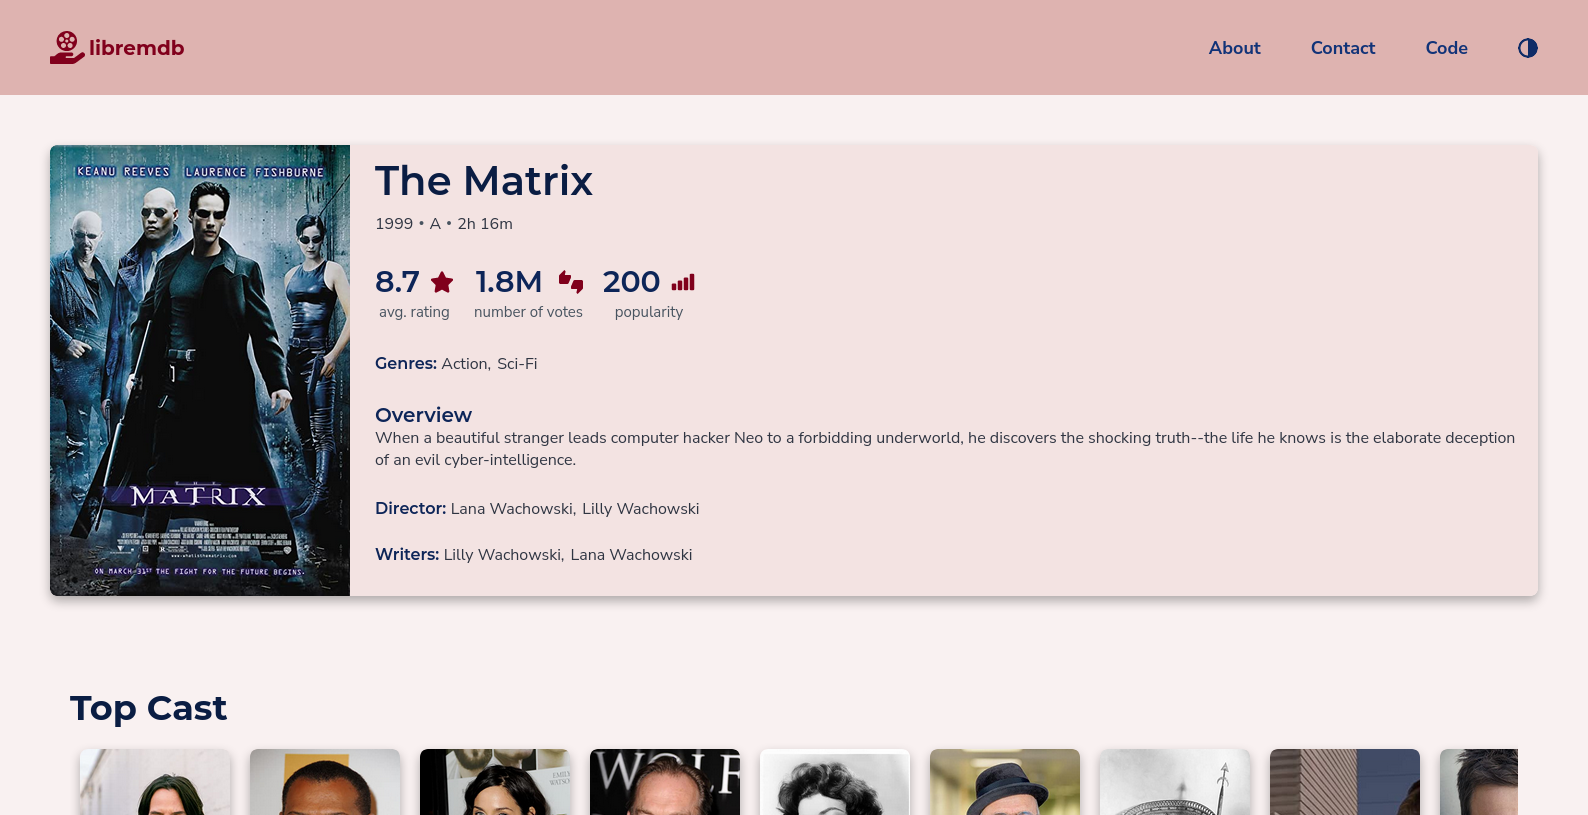 libremdb
About
Contact
Code
KEANU REEVES LAURENCE FISHBURNE
THE
MATRIX
www.whatisthematrix.com
ON MARCH 31ST THE FIGHT FOR THE FUTURE BEGINS.
The Matrix
1999 • A • 2h 16m
8.7
avg. rating
1.8M
number of votes
200
popularity
Genres: Action, Sci-Fi
Overview
When a beautiful stranger leads computer hacker Neo to a forbidding underworld, he discovers the shocking truth--the life he knows is the elaborate deception
of an evil cyber-intelligence.
Director: Lana Wachowski, Lilly Wachowski
Writers: Lilly Wachowski, Lana Wachowski
Top Cast